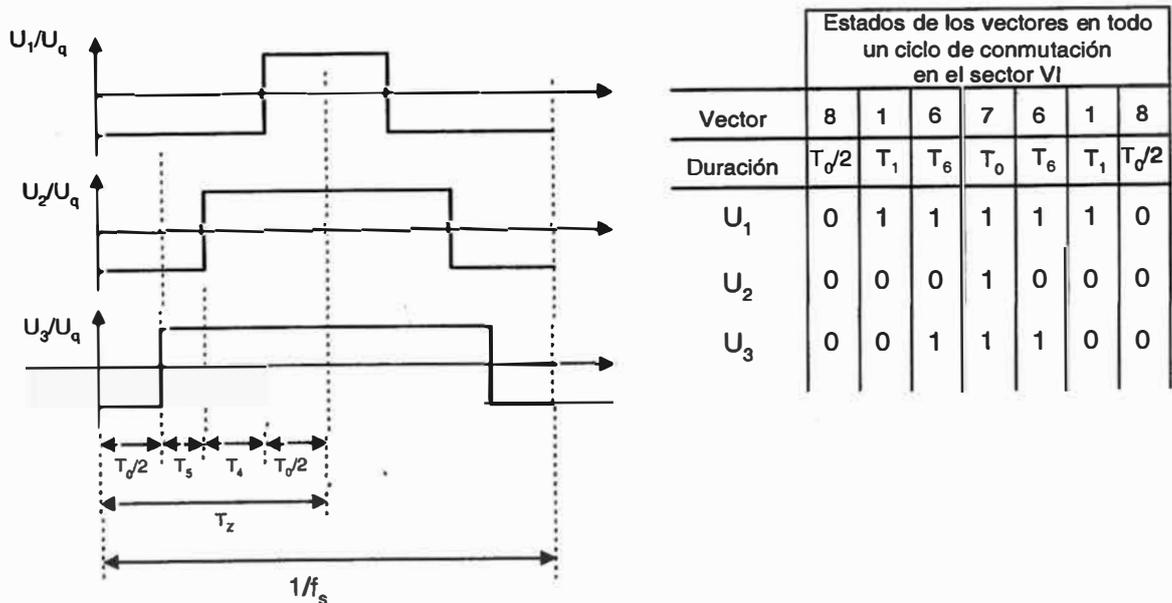 U1/Uq
U2/Uq
U3/Uq
T0/2 T5 T4 T0/2
Tz
1/fs
Estados de los vectores en todo
un ciclo de conmutación
en el sector VI
Vector 8 1 6 7 6 1 8
Duración T0/2 T1 T6 T0 T6 T1 T0/2
U1 0 1 1 1 1 1 0
U2 0 0 0 1 0 0 0
U3 0 0 1 1 1 0 0